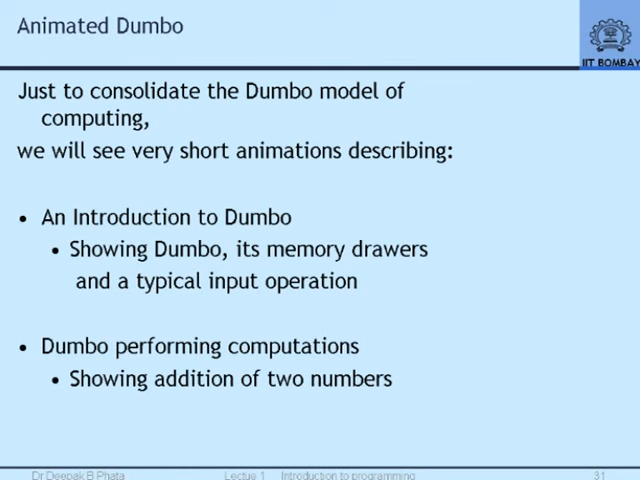 Animated Dumbo
IIT BOMBAY
Just to consolidate the Dumbo model of
computing,
we will see very short animations describing:
• An Introduction to Dumbo
• Showing Dumbo, its memory drawers
and a typical input operation
• Dumbo performing computations
• Showing addition of two numbers
Dr Deepak B Phata Lectue 1 Introduction to programming 31